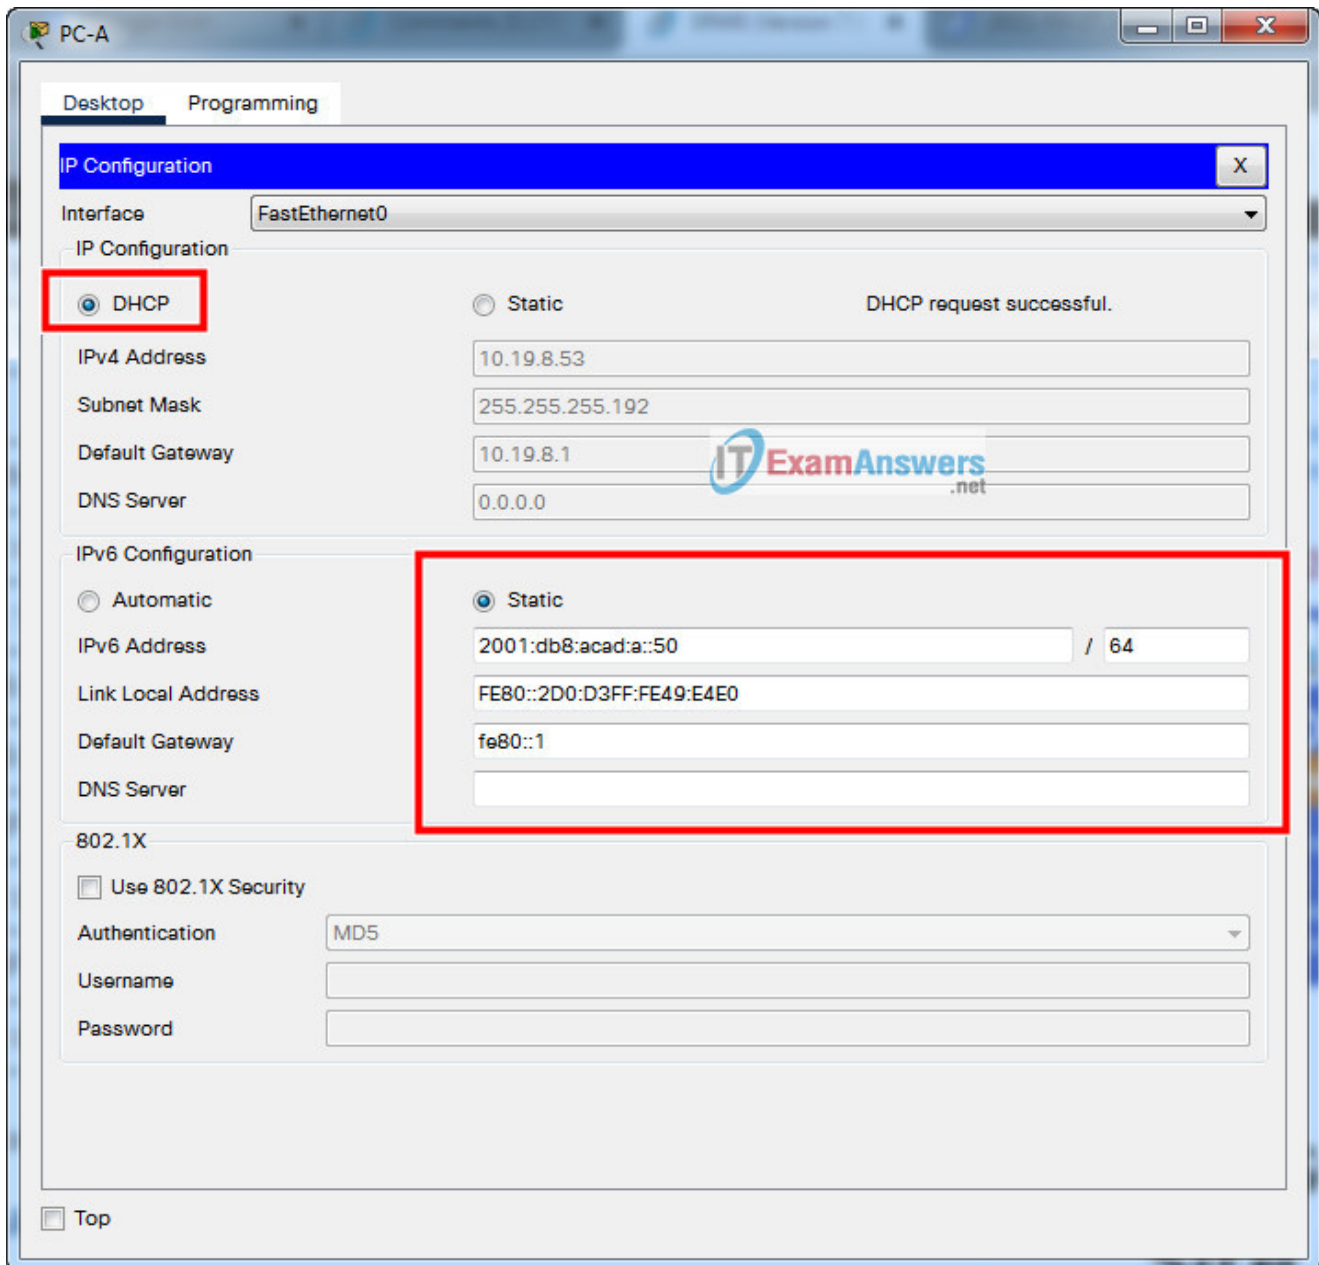 PC-A
Desktop Programming
IP Configuration X
Interface FastEthernet0
IP Configuration
DHCP Static DHCP request successful.
IPv4 Address 10.19.8.53
Subnet Mask 255.255.255.192
Default Gateway 10.19.8.1
DNS Server 0.0.0.0
ITExamAnswers
.net
IPv6 Configuration
Automatic Static
IPv6 Address 2001:db8:acad:a::50 / 64
Link Local Address FE80::2D0:D3FF:FE49:E4E0
Default Gateway fe80::1
DNS Server
802.1X
Use 802.1X Security
Authentication MD5
Username
Password
Top